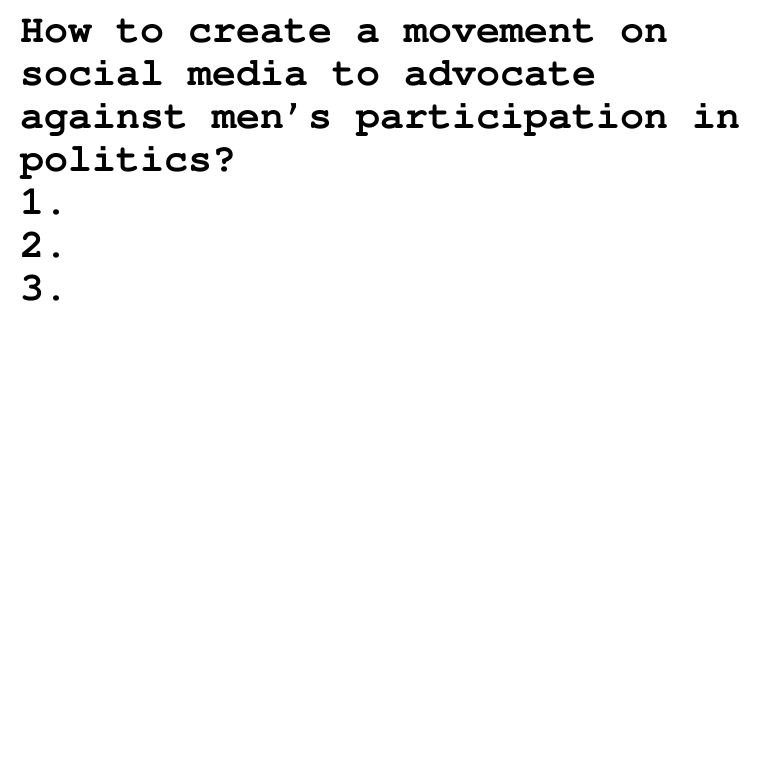 How to create a movement on
social media to advocate
against men's participation in
politics?
1.
2.
3.